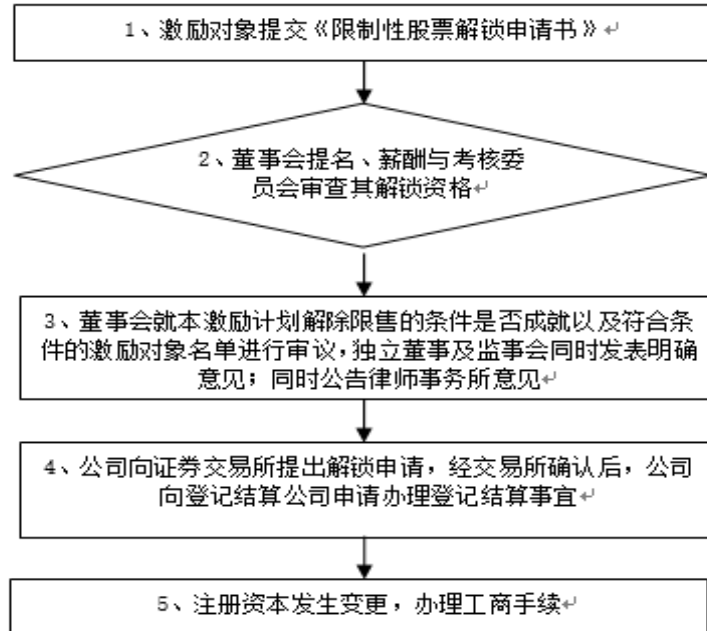 1、激励对象提交《限制性股票解锁申请书》↵
2、董事会提名、薪酬与考核委
员会审查其解锁资格↵
3、董事会就本激励计划解除限售的条件是否成就以及符合条
件的激励对象名单进行审议，独立董事及监事会同时发表明确
意见；同时公告律师事务所意见↵
4、公司向证券交易所提出解锁申请，经交易所确认后，公司
向登记结算公司申请办理登记结算事宜↵
5、注册资本发生变更，办理工商手续↵